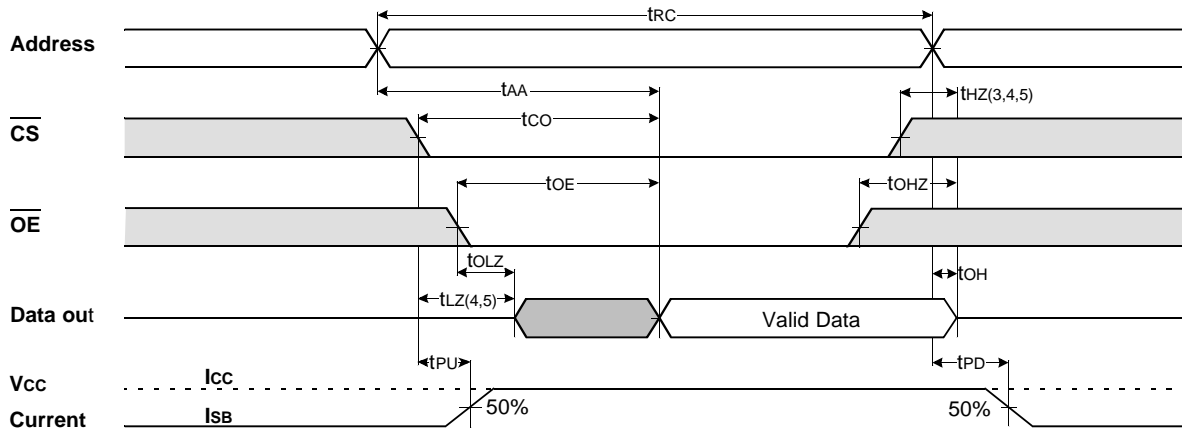 tRC
Address
tAA
tHZ(3,4,5)
CS
tCO
tOE
tOHZ
OE
tOLZ
tOH
tLZ(4,5)
Data out
Valid Data
tPU
tPD
VCC
ICC
50%
50%
Current
ISB